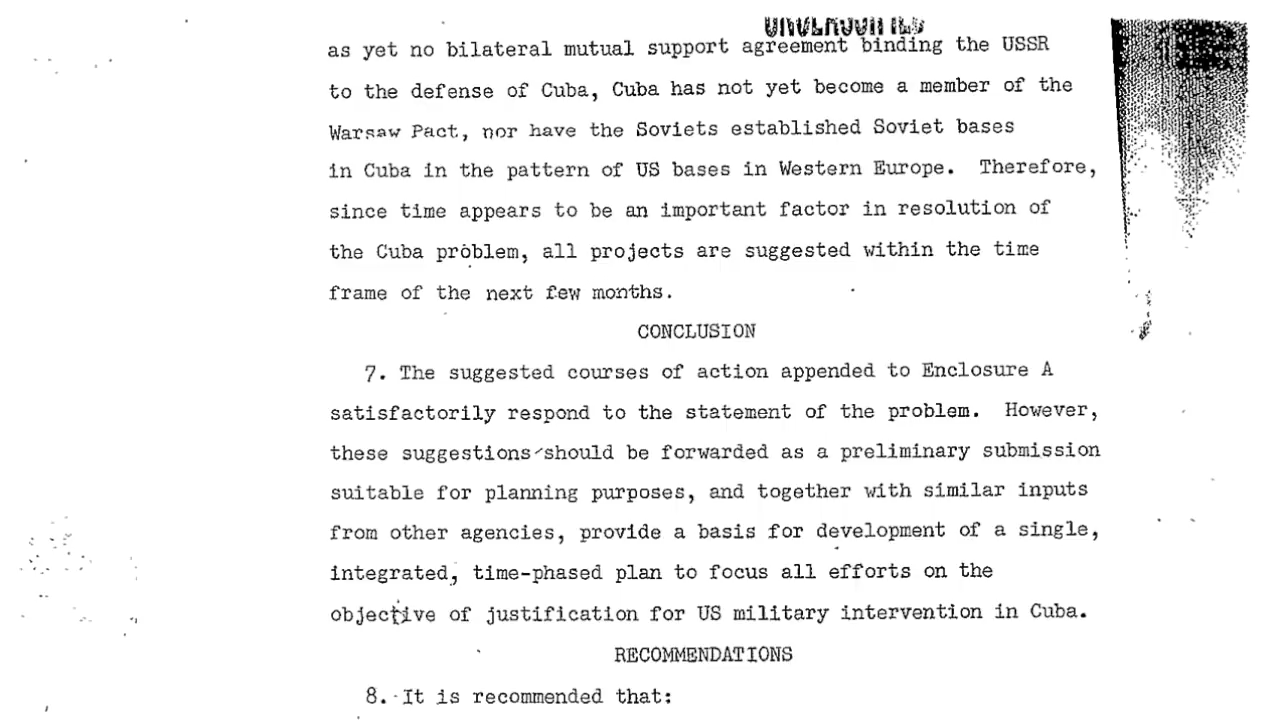 UNCLASSIFIED
as yet no bilateral mutual support agreement binding the USSR
to the defense of Cuba, Cuba has not yet become a member of the
Warsaw Pact, nor have the Soviets established Soviet bases
in Cuba in the pattern of US bases in Western Europe. Therefore,
since time appears to be an important factor in resolution of
the Cuba problem, all projects are suggested within the time
frame of the next few months.
CONCLUSION
7. The suggested courses of action appended to Enclosure A
satisfactorily respond to the statement of the problem. However,
these suggestions should be forwarded as a preliminary submission
suitable for planning purposes, and together with similar inputs
from other agencies, provide a basis for development of a single,
integrated, time-phased plan to focus all efforts on the
objective of justification for US military intervention in Cuba.
RECOMMENDATIONS
8. It is recommended that: